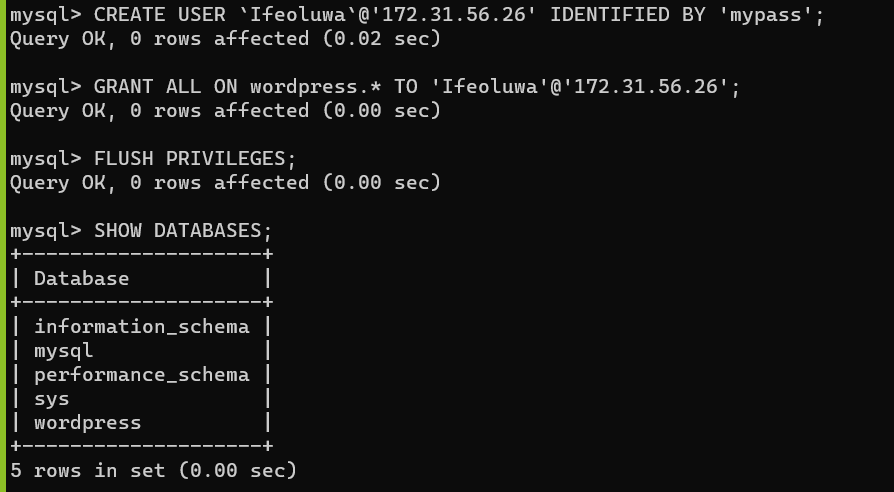 mysql> CREATE USER `Ifeoluwa`@'172.31.56.26' IDENTIFIED BY 'mypass';
Query OK, 0 rows affected (0.02 sec)
mysql> GRANT ALL ON wordpress.* TO 'Ifeoluwa'@'172.31.56.26';
Query OK, 0 rows affected (0.00 sec)
mysql> FLUSH PRIVILEGES;
Query OK, 0 rows affected (0.00 sec)
mysql> SHOW DATABASES;
+--------------------+
| Database           |
+--------------------+
| information_schema |
| mysql              |
| performance_schema |
| sys                |
| wordpress          |
+--------------------+
5 rows in set (0.00 sec)